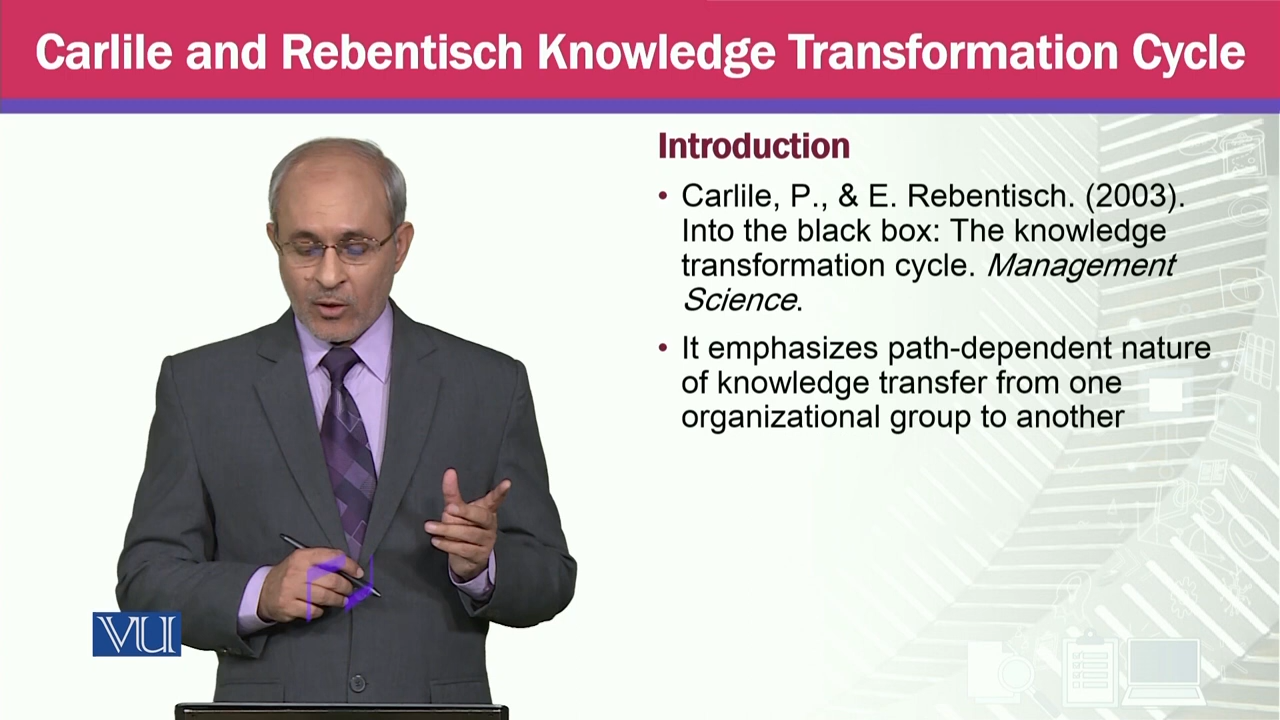 Carlile and Rebentisch Knowledge Transformation Cycle
Introduction
• Carlile, P., & E. Rebentisch. (2003).
Into the black box: The knowledge
transformation cycle. Management
Science.
• It emphasizes path-dependent nature
of knowledge transfer from one
organizational group to another
VU